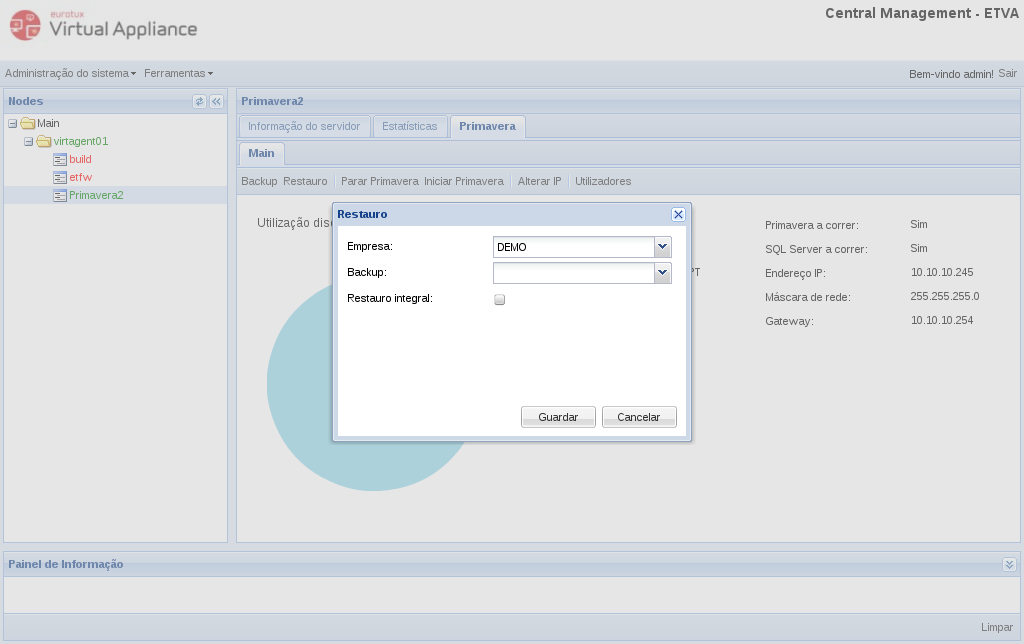 eurotux
Virtual Appliance
Central Management - ETVA
Administração do sistema Ferramentas
Bem-vindo admin! Sair
Nodes
Main
virtagent01
build
etfw
Primavera2
Primavera2
Informação do servidor Estatísticas Primavera
Main
Backup Restauro Parar Primavera Iniciar Primavera Alterar IP Utilizadores
Utilização
Restauro
Empresa: DEMO
Backup:
Restauro integral:
Guardar Cancelar
Primavera a correr: Sim
SQL Server a correr: Sim
Endereço IP: 10.10.10.245
Máscara de rede: 255.255.255.0
Gateway: 10.10.10.254
Painel de Informação
Limpar